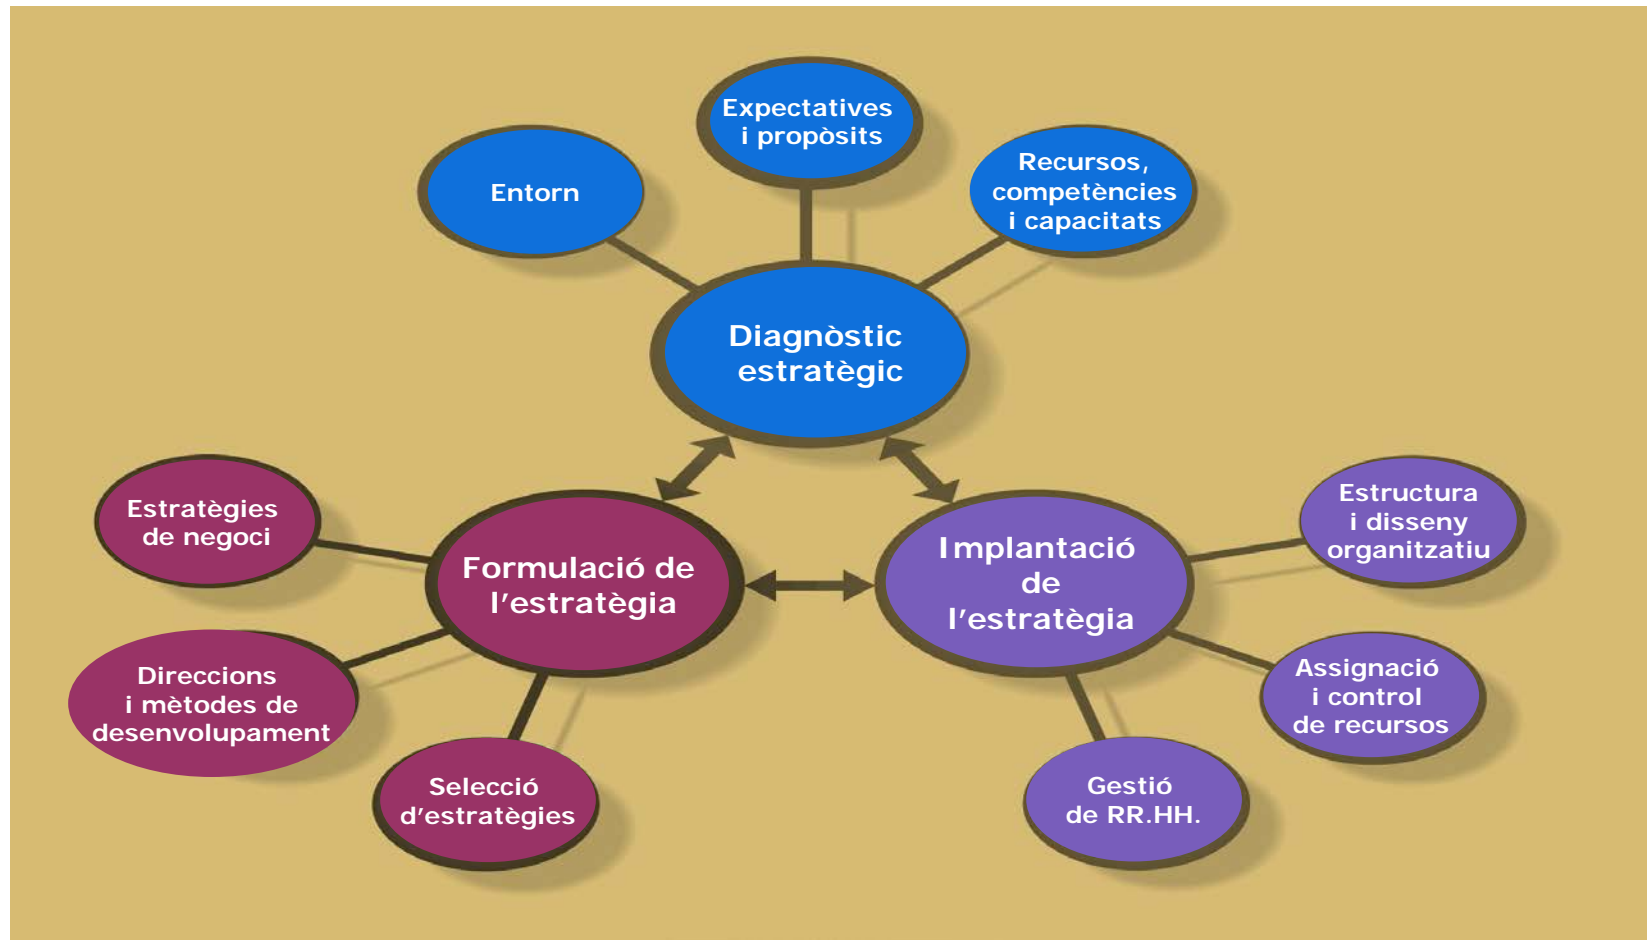 Expectatives
i propòsits
Entorn
Recursos,
competències
i capacitats
Diagnòstic
estratègic
Estratègies
de negoci
Formulació de
l’estratègia
Direccions
i mètodes de
desenvolupament
Selecció
d’estratègies
Implantació
de
l’estratègia
Estructura
i disseny
organitzatiu
Assignació
i control
de recursos
Gestió
de RR.HH.